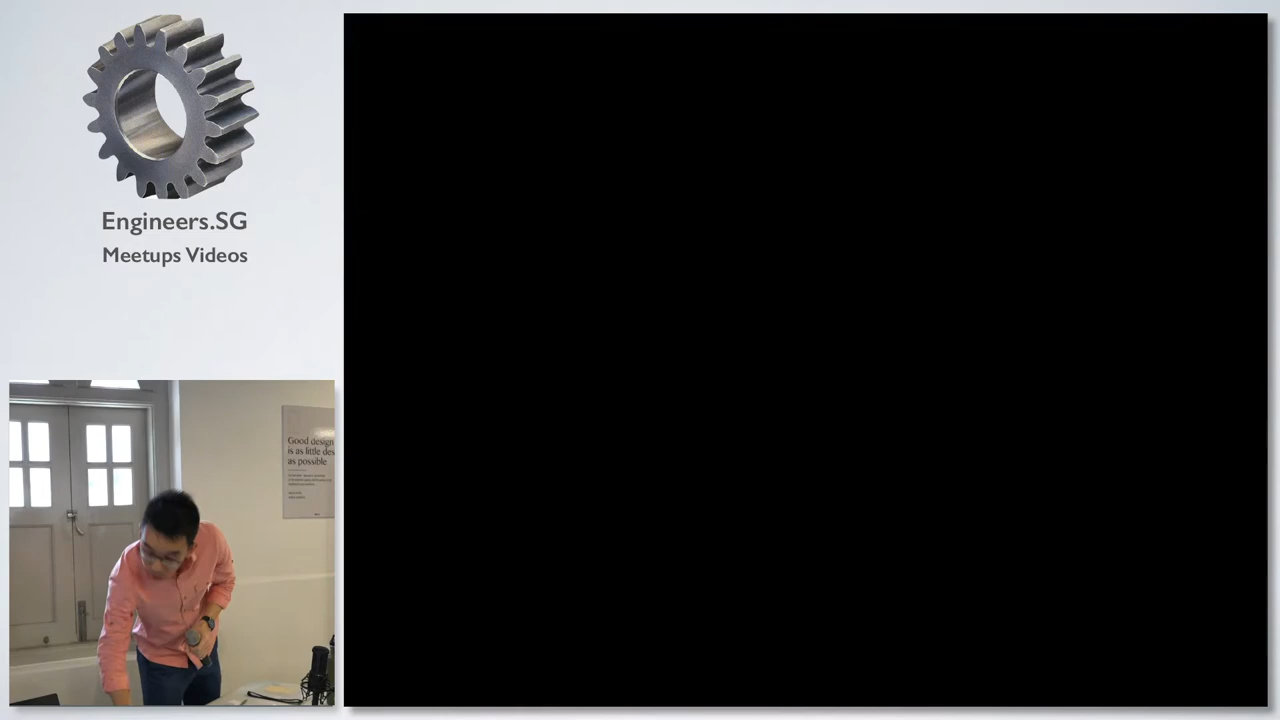 Engineers.SG
Meetups Videos
Good design
is as little des
as possible